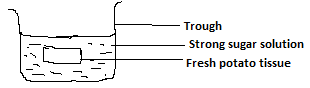 Trough
Strong sugar solution
Fresh potato tissue